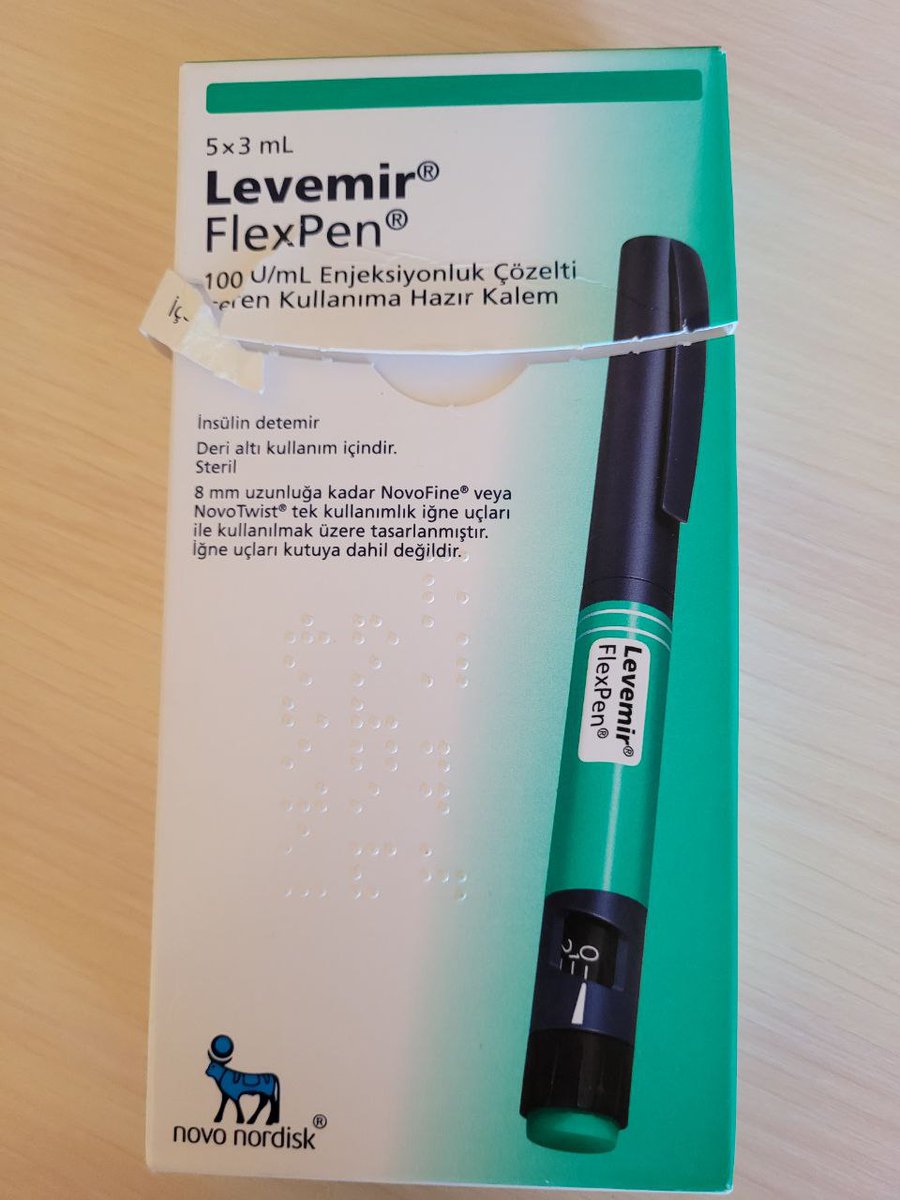 5×3 mL
Levemir®
FlexPen®
100 U/mL Enjeksiyonluk Çözelti
İç- eren Kullanıma Hazır Kalem
İnsülin detemir
Deri altı kullanım içindir.
Steril
8 mm uzunluğa kadar NovoFine® veya
NovoTwist® tek kullanımlık iğne uçları
ile kullanılmak üzere tasarlanmıştır.
İğne uçları kutuya dahil değildir.
Levemir®
FlexPen®
0
novo nordisk®